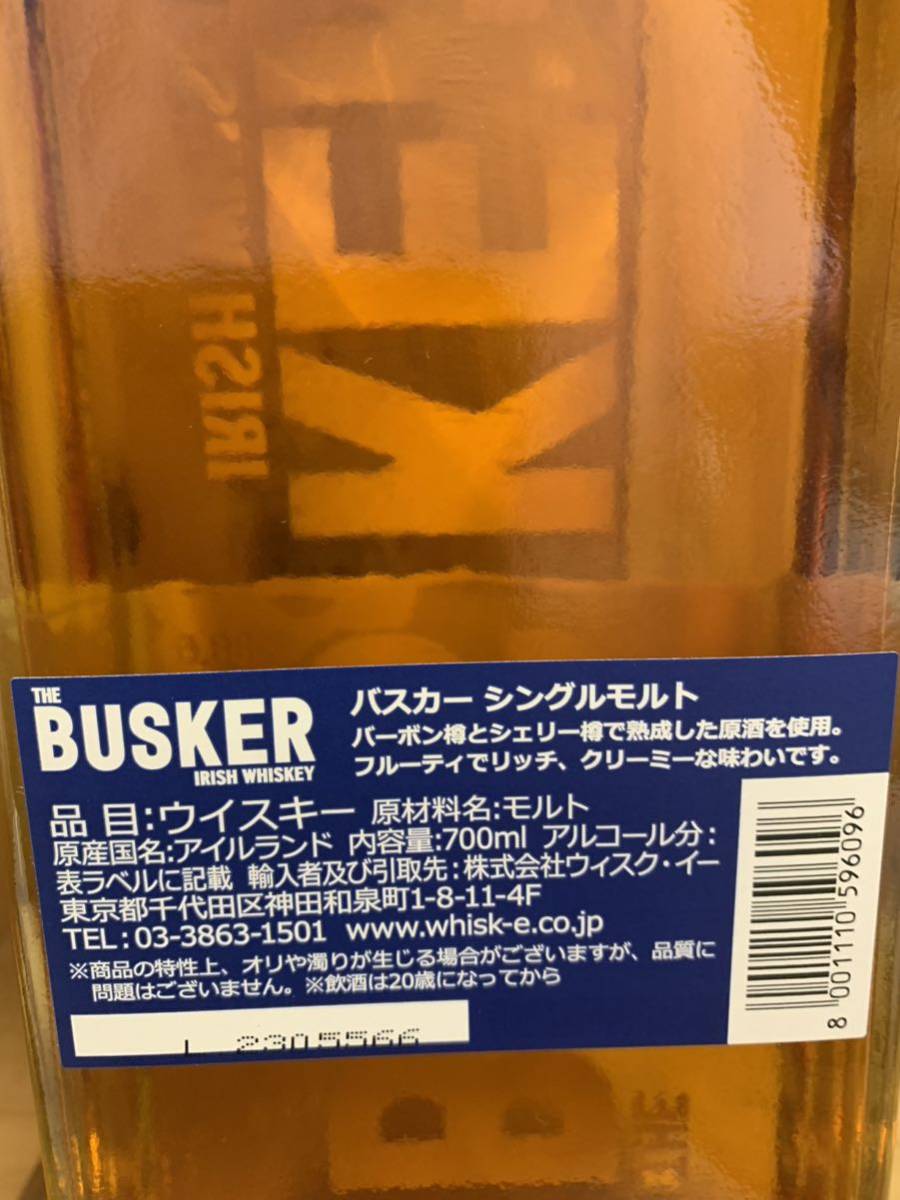 IRISH
KE
THE
BUSKER
IRISH WHISKEY
バスカー シングルモルト
バーボン樽とシェリー樽で熟成した原酒を使用。
フルーティでリッチ、クリーミーな味わいです。
品 目:ウイスキー 原材料名:モルト
原産国名:アイルランド 内容量:700ml アルコール分:
表ラベルに記載 輸入者及び引取先:株式会社ウィスク・イー
東京都千代田区神田和泉町1-8-11-4F
TEL:03-3863-1501 www.whisk-e.co.jp
※商品の特性上、オリや濁りが生じる場合がございますが、品質に
問題はございません。※飲酒は20歳になってから
8 001110 596096
L 2305566
B
THE